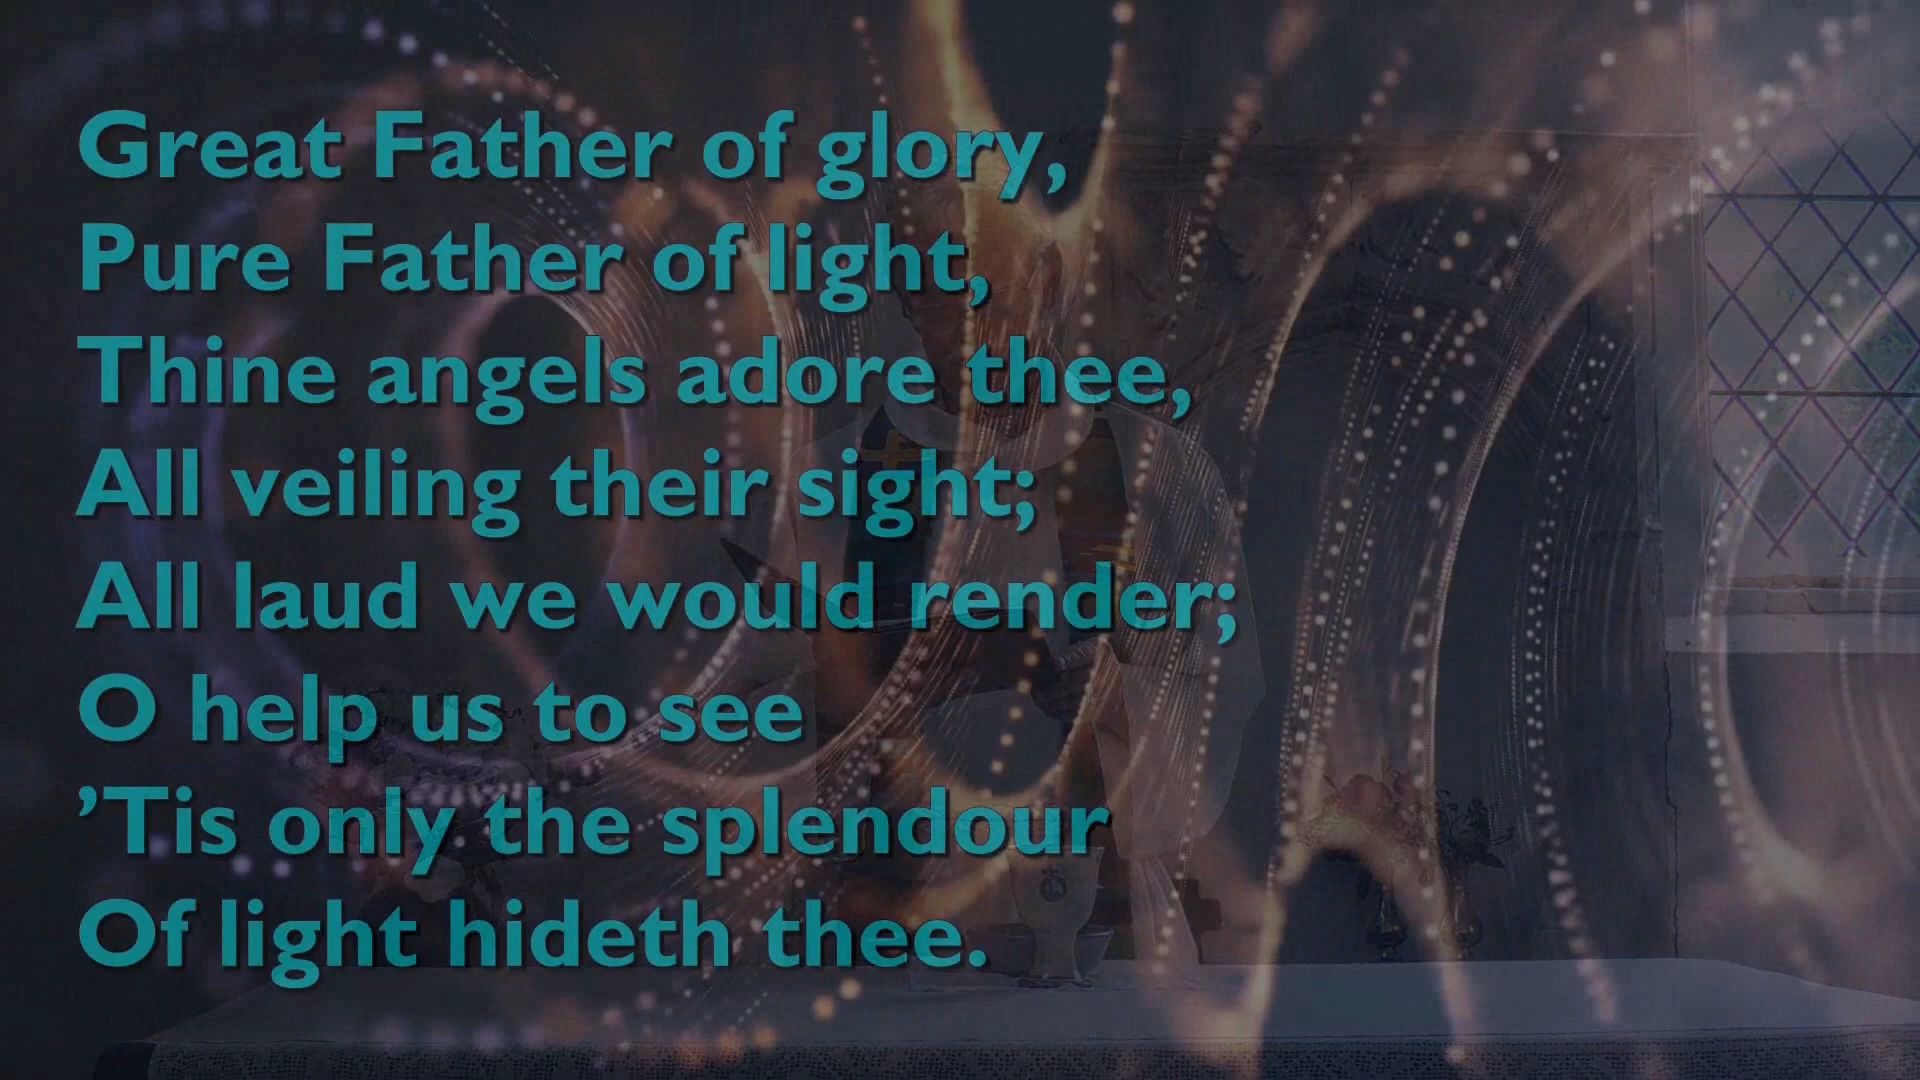 Great Father of glory,
Pure Father of light,
Thine angels adore thee,
All veiling their sight;
All laud we would render;
O help us to see
’Tis only the splendour
Of light hideth thee.